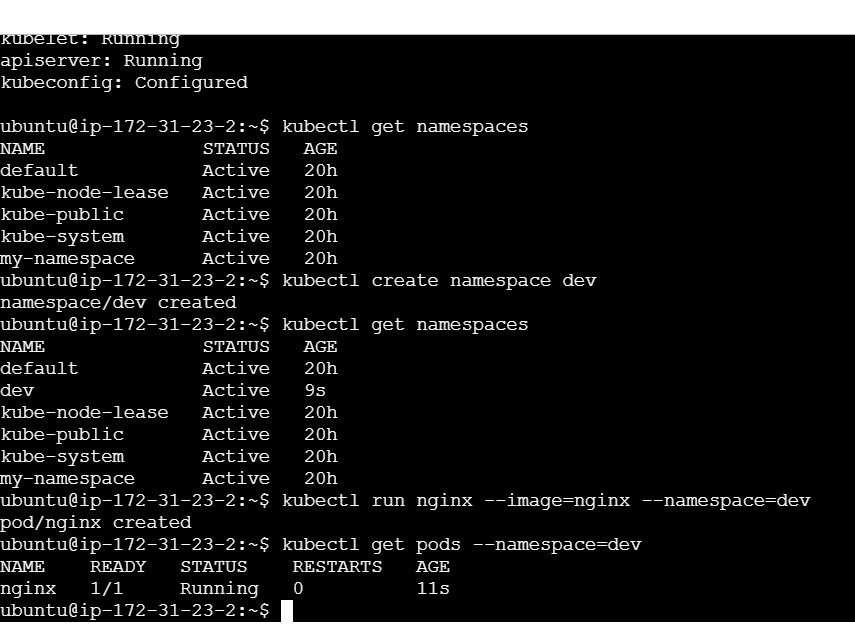 kubelet: Running
apiserver: Running
kubeconfig: Configured
ubuntu@ip-172-31-23-2:~$ kubectl get namespaces
NAME STATUS AGE
default Active 20h
kube-node-lease Active 20h
kube-public Active 20h
kube-system Active 20h
my-namespace Active 20h
ubuntu@ip-172-31-23-2:~$ kubectl create namespace dev
namespace/dev created
ubuntu@ip-172-31-23-2:~$ kubectl get namespaces
NAME STATUS AGE
default Active 20h
dev Active 9s
kube-node-lease Active 20h
kube-public Active 20h
kube-system Active 20h
my-namespace Active 20h
ubuntu@ip-172-31-23-2:~$ kubectl run nginx --image=nginx --namespace=dev
pod/nginx created
ubuntu@ip-172-31-23-2:~$ kubectl get pods --namespace=dev
NAME READY STATUS RESTARTS AGE
nginx 1/1 Running 0 11s
ubuntu@ip-172-31-23-2:~$